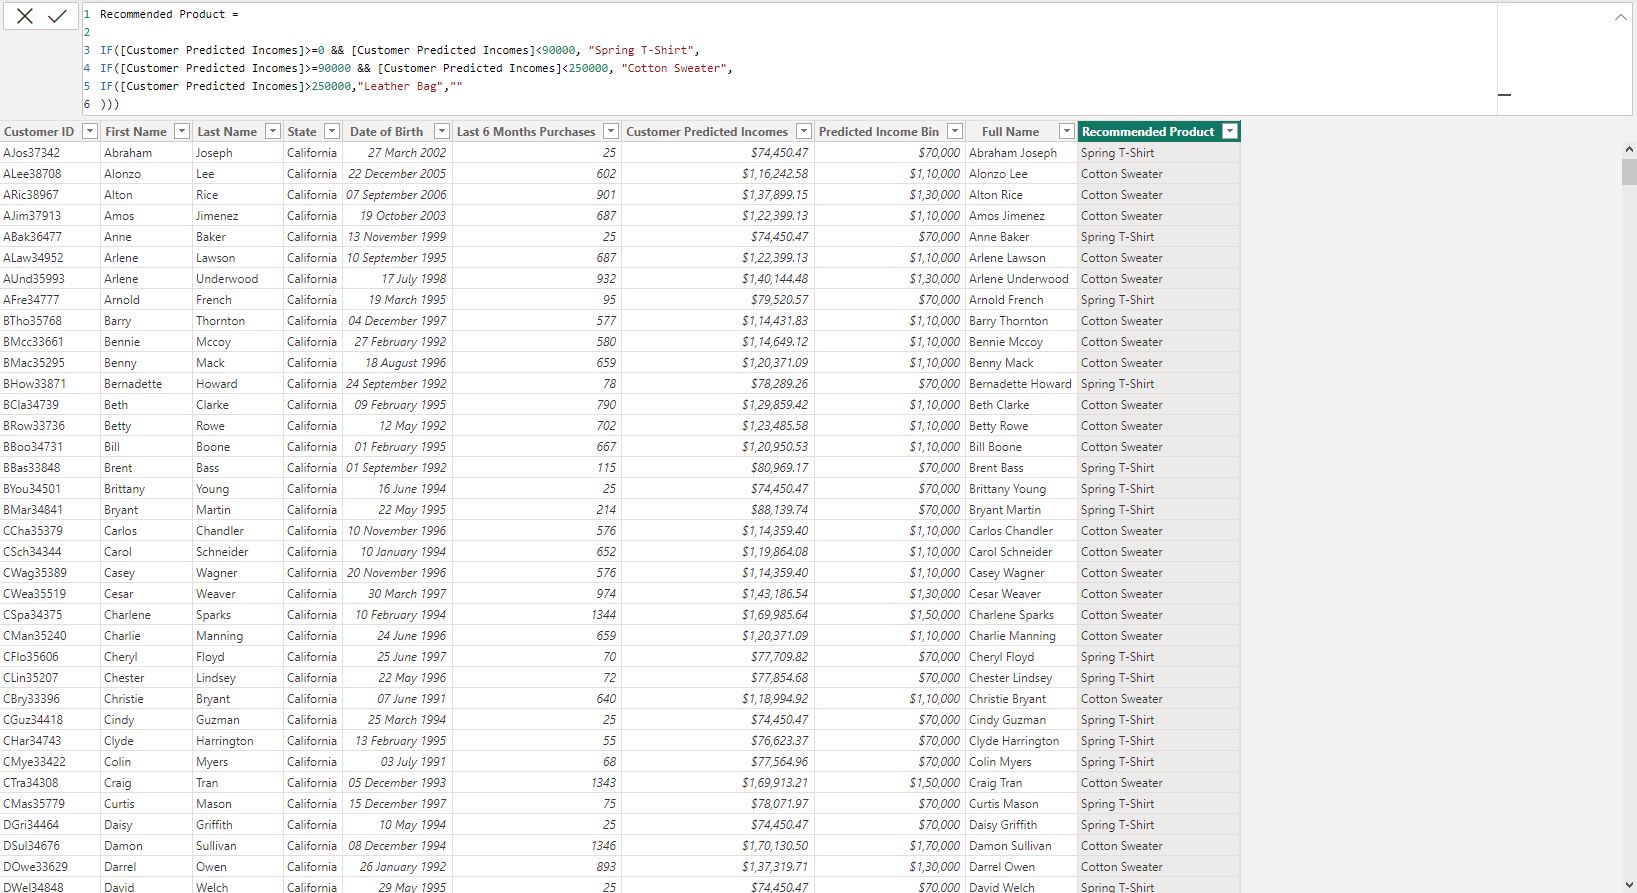 1 Recommended Product =
2
3 IF([Customer Predicted Incomes]>=0 && [Customer Predicted Incomes]<90000, "Spring T-Shirt",
4 IF([Customer Predicted Incomes]>=90000 && [Customer Predicted Incomes]<250000, "Cotton Sweater",
5 IF([Customer Predicted Incomes]>250000,"Leather Bag",""
6 )))
Customer ID First Name Last Name State Date of Birth Last 6 Months Purchases Customer Predicted Incomes Predicted Income Bin Full Name Recommended Product
AJos37342 Abraham Joseph California 27 March 2002 25 $74,450.47 $70,000 Abraham Joseph Spring T-Shirt
ALee38708 Alonzo Lee California 22 December 2005 602 $1,16,242.58 $1,10,000 Alonzo Lee Cotton Sweater
ARic38967 Alton Rice California 07 September 2006 901 $1,37,899.15 $1,30,000 Alton Rice Cotton Sweater
AJim37913 Amos Jimenez California 19 October 2003 687 $1,22,399.13 $1,10,000 Amos Jimenez Cotton Sweater
ABak36477 Anne Baker California 13 November 1999 25 $74,450.47 $70,000 Anne Baker Spring T-Shirt
ALaw34952 Arlene Lawson California 10 September 1995 687 $1,22,399.13 $1,10,000 Arlene Lawson Cotton Sweater
AUnd35993 Arlene Underwood California 17 July 1998 932 $1,40,144.48 $1,30,000 Arlene Underwood Cotton Sweater
AFre34777 Arnold French California 19 March 1995 95 $79,520.57 $70,000 Arnold French Spring T-Shirt
BTho35768 Barry Thornton California 04 December 1997 577 $1,14,431.83 $1,10,000 Barry Thornton Cotton Sweater
BMcc33661 Bennie Mccoy California 27 February 1992 580 $1,14,649.12 $1,10,000 Bennie Mccoy Cotton Sweater
BMac35295 Benny Mack California 18 August 1996 659 $1,20,371.09 $1,10,000 Benny Mack Cotton Sweater
BHow33871 Bernadette Howard California 24 September 1992 78 $78,289.26 $70,000 Bernadette Howard Spring T-Shirt
BCla34739 Beth Clarke California 09 February 1995 790 $1,29,859.42 $1,10,000 Beth Clarke Cotton Sweater
BRow33736 Betty Rowe California 12 May 1992 702 $1,23,485.58 $1,10,000 Betty Rowe Cotton Sweater
BBoo34731 Bill Boone California 01 February 1995 667 $1,20,950.53 $1,10,000 Bill Boone Cotton Sweater
BBas33848 Brent Bass California 01 September 1992 115 $80,969.17 $70,000 Brent Bass Spring T-Shirt
BYou34501 Brittany Young California 16 June 1994 25 $74,450.47 $70,000 Brittany Young Spring T-Shirt
BMar34841 Bryant Martin California 22 May 1995 214 $88,139.74 $70,000 Bryant Martin Spring T-Shirt
CCha35379 Carlos Chandler California 10 November 1996 576 $1,14,359.40 $1,10,000 Carlos Chandler Cotton Sweater
CSch34344 Carol Schneider California 10 January 1994 652 $1,19,864.08 $1,10,000 Carol Schneider Cotton Sweater
CWag35389 Casey Wagner California 20 November 1996 576 $1,14,359.40 $1,10,000 Casey Wagner Cotton Sweater
CWea35519 Cesar Weaver California 30 March 1997 974 $1,43,186.54 $1,30,000 Cesar Weaver Cotton Sweater
CSpa34375 Charlene Sparks California 10 February 1994 1344 $1,69,985.64 $1,50,000 Charlene Sparks Cotton Sweater
CMan35240 Charlie Manning California 24 June 1996 659 $1,20,371.09 $1,10,000 Charlie Manning Cotton Sweater
CFlo35606 Cheryl Floyd California 25 June 1997 70 $77,709.82 $70,000 Cheryl Floyd Spring T-Shirt
CLin35207 Chester Lindsey California 22 May 1996 72 $77,854.68 $70,000 Chester Lindsey Spring T-Shirt
CBry33396 Christie Bryant California 07 June 1991 640 $1,18,994.92 $1,10,000 Christie Bryant Cotton Sweater
CGuz34418 Cindy Guzman California 25 March 1994 25 $74,450.47 $70,000 Cindy Guzman Spring T-Shirt
CHar34743 Clyde Harrington California 13 February 1995 55 $76,623.37 $70,000 Clyde Harrington Spring T-Shirt
CMye33422 Colin Myers California 03 July 1991 68 $77,564.96 $70,000 Colin Myers Spring T-Shirt
CTra34308 Craig Tran California 05 December 1993 1343 $1,69,913.21 $1,50,000 Craig Tran Cotton Sweater
CMas35779 Curtis Mason California 15 December 1997 75 $78,071.97 $70,000 Curtis Mason Spring T-Shirt
DGri34464 Daisy Griffith California 10 May 1994 25 $74,450.47 $70,000 Daisy Griffith Spring T-Shirt
DSul34676 Damon Sullivan California 08 December 1994 1346 $1,70,130.50 $1,70,000 Damon Sullivan Cotton Sweater
DOwe33629 Darrel Owen California 26 January 1992 893 $1,37,319.71 $1,30,000 Darrel Owen Cotton Sweater
DWel34848 David Welch California 29 May 1995 25 $74,450.47 $70,000 David Welch Spring T-Shirt